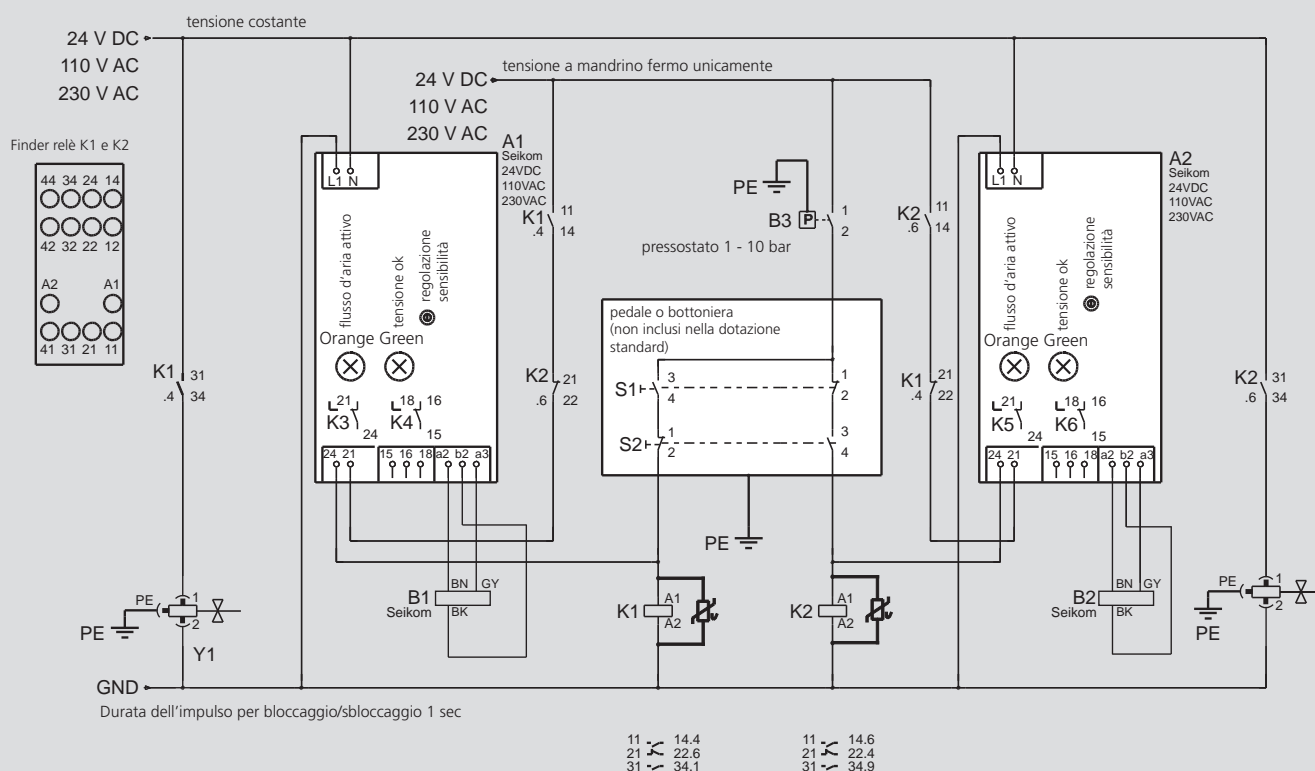 tensione costante
24 V DC
110 V AC
230 V AC
tensione a mandrino fermo unicamente
24 V DC
110 V AC
230 V AC
Finder relè K1 e K2
44 34 24 14
42 32 22 12
A2 A1
41 31 21 11
A1
Seikom
24VDC
110VAC
230VAC
L1 N
flusso d'aria attivo
tensione ok
regolazione
sensibilità
Orange Green
21
K3
24
18 16
K4
15
24 21 15 16 18 a2 b2 a3
K1
.4
11
14
K2
.6
21
22
K1
.4
31
34
PE
B3
P
1
2
pressostato 1 - 10 bar
pedale o bottoniera
(non inclusi nella dotazione
standard)
S1
3
4
1
2
S2
1
2
3
4
PE
K2
.6
11
14
K1
.4
21
22
A2
Seikom
24VDC
110VAC
230VAC
L1 N
flusso d'aria attivo
tensione ok
regolazione
sensibilità
Orange Green
21
K5
24
18 16
K6
15
24 21 15 16 18 a2 b2 a3
K2
.6
31
34
PE
PE
1
2
Y1
B1
Seikom
BN GY
BK
K1
A1
A2
U
K2
A1
A2
U
B2
Seikom
BN GY
BK
PE
PE
1
2
GND
Durata dell'impulso per bloccaggio/sbloccaggio 1 sec
11 14.4
21 22.6
31 34.1
11 14.6
21 22.4
31 34.9